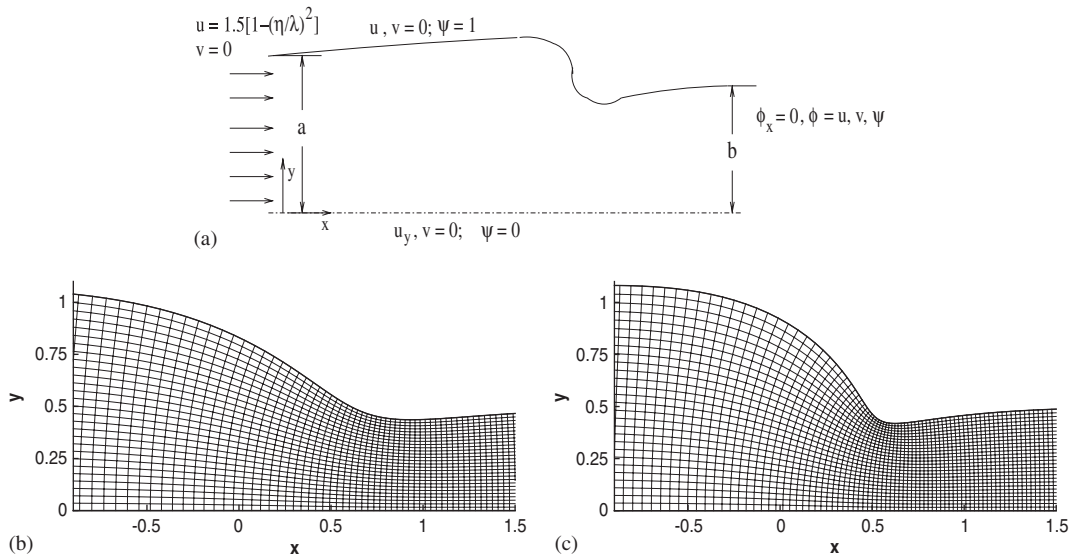 u = 1.5[1-(η/λ)²]
v = 0
u , v = 0; ψ = 1
a
y
x
b
ϕₓ = 0, ϕ = u, v, ψ
u_y , v = 0; ψ = 0
(a)
1
0.75
y
0.5
0.25
0
-0.5
0
0.5
1
1.5
x
(b)
1
0.75
y
0.5
0.25
0
-0.5
0
0.5
1
1.5
x
(c)